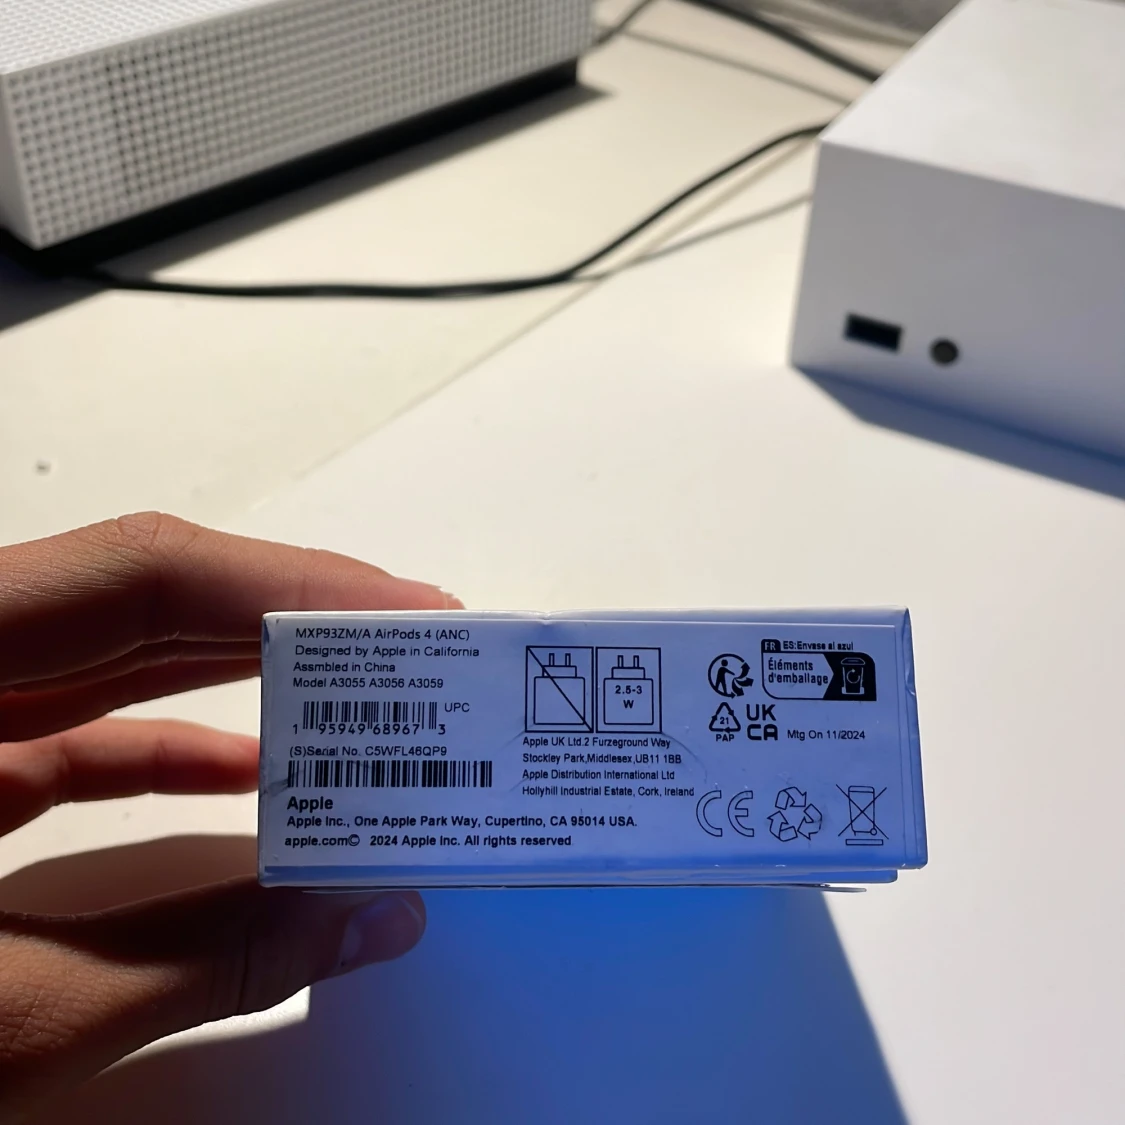 MXP93ZM/A AirPods 4 (ANC)
Designed by Apple in California
Assmbled in China
Model A3055 A3056 A3059
UPC
1 95949 68967 3
(S)Serial No. C5WFL46QP9
Apple
Apple Inc., One Apple Park Way, Cupertino, CA 95014 USA.
apple.com© 2024 Apple Inc. All rights reserved
2.5-3
W
Apple UK Ltd.2 Furzeground Way
Stockley Park,Middlesex,UB11 1BB
Apple Distribution International Ltd
Hollyhill Industrial Estate, Cork, Ireland
FR ES:Envase al azul
Éléments
d'emballage
21
PAP
UK
CA
Mtg On 11/2024
CE